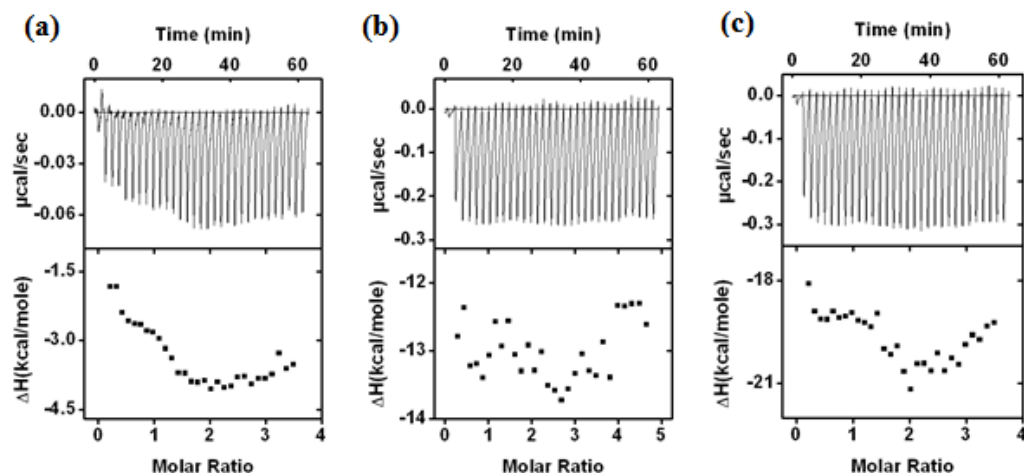 (a)
Time (min)
0 20 40 60
0.00
-0.03
-0.06
µcal/sec
-1.5
-3.0
-4.5
ΔH(kcal/mole)
0 1 2 3 4
Molar Ratio
(b)
Time (min)
0 20 40 60
0.0
-0.1
-0.2
-0.3
µcal/sec
-12
-13
-14
ΔH(kcal/mole)
0 1 2 3 4 5
Molar Ratio
(c)
Time (min)
0 20 40 60
0.0
-0.1
-0.2
-0.3
µcal/sec
-18
-21
ΔH(kcal/mole)
0 1 2 3 4
Molar Ratio